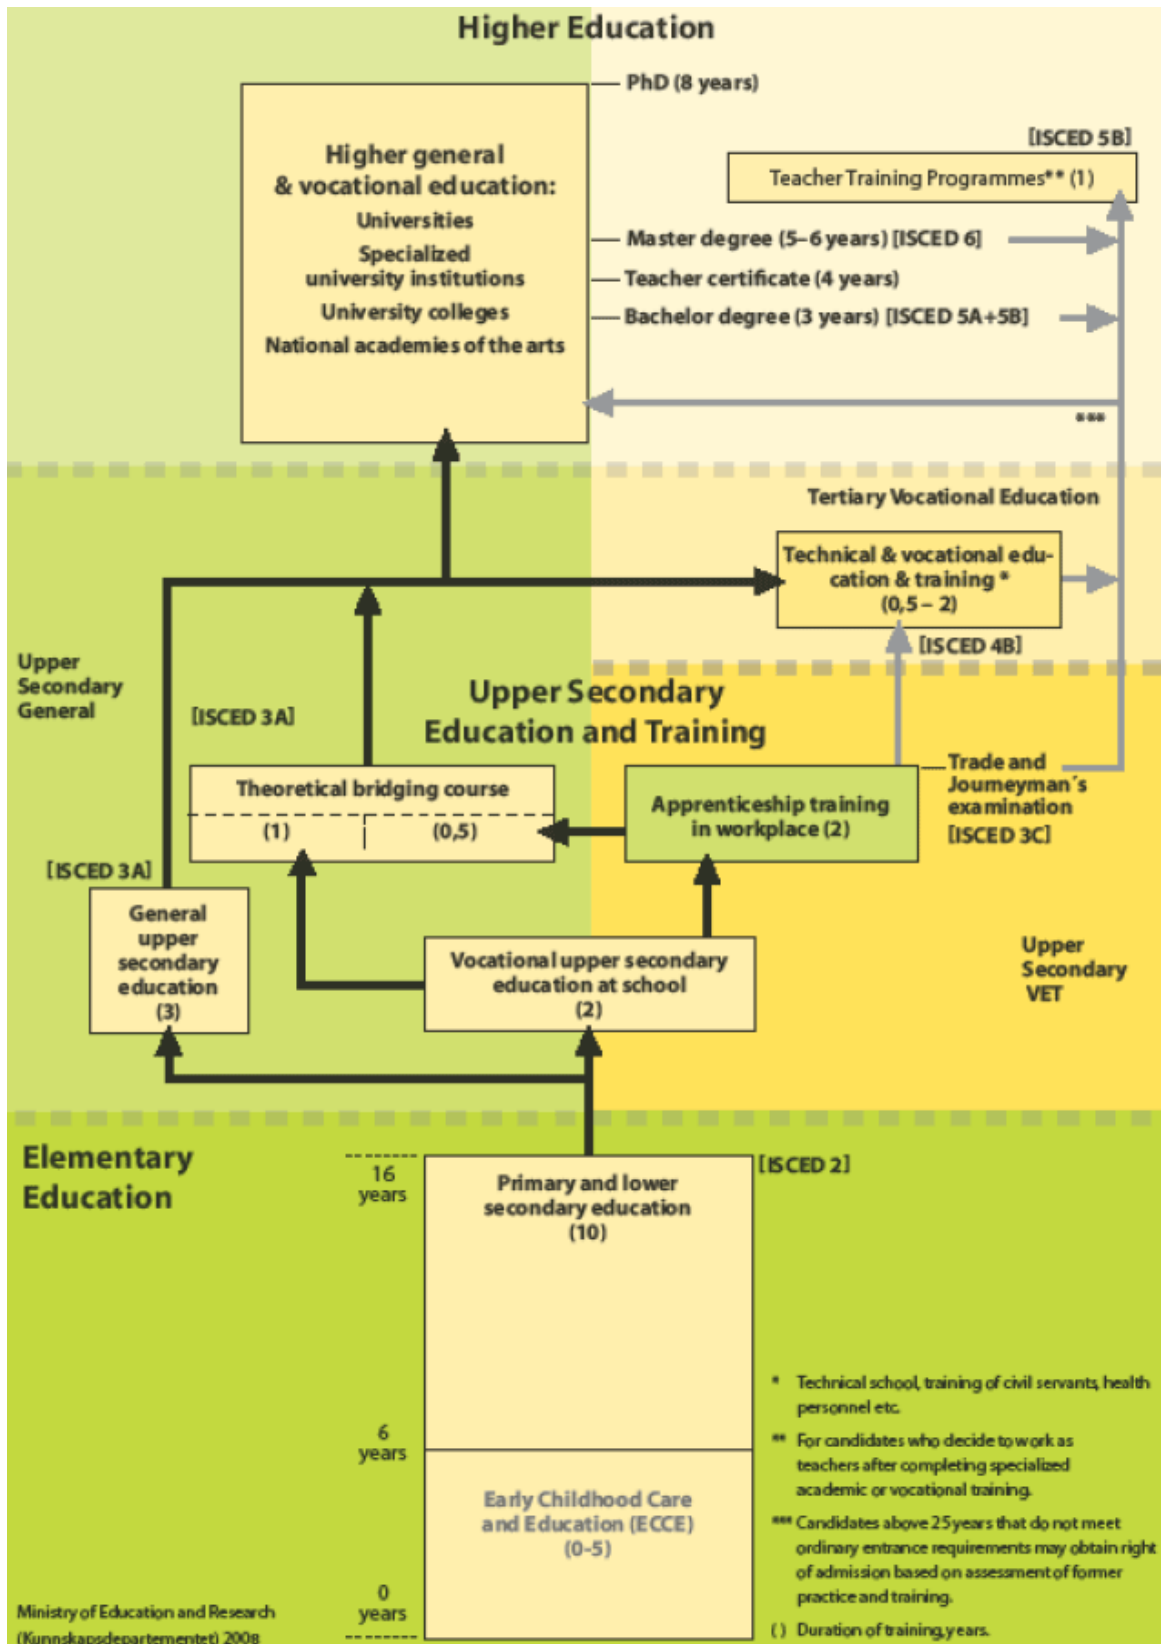 Higher Education
PhD (8 years)
Higher general
& vocational education:
Universities
Specialized
university institutions
University colleges
National academies of the arts
[ISCED 5B]
Teacher Training Programmes** (1)
Master degree (5–6 years) [ISCED 6]
Teacher certificate (4 years)
Bachelor degree (3 years) [ISCED 5A+5B]
***
Tertiary Vocational Education
Technical & vocational edu-
cation & training *
(0,5 – 2)
[ISCED 4B]
Upper
Secondary
General
[ISCED 3A]
Upper Secondary
Education and Training
Theoretical bridging course
(1)
(0,5)
Apprenticeship training
in workplace (2)
Trade and
Journeyman´s
examination
[ISCED 3C]
[ISCED 3A]
General
upper
secondary
education
(3)
Vocational upper secondary
education at school
(2)
Upper
Secondary
VET
Elementary
Education
16
years
Primary and lower
secondary education
(10)
[ISCED 2]
6
years
Early Childhood Care
and Education (ECCE)
(0-5)
0
years
* Technical school, training of civil servants, health
personnel etc.
** For candidates who decide to work as
teachers after completing specialized
academic or vocational training.
*** Candidates above 25 years that do not meet
ordinary entrance requirements may obtain right
of admission based on assessment of former
practice and training.
( ) Duration of training, years.
Ministry of Education and Research
(Kunnskapsdepartementet) 2008